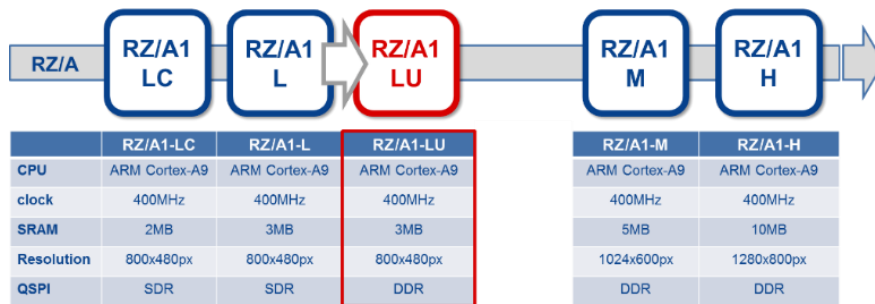 RZ/A
RZ/A1
LC
RZ/A1
L
RZ/A1
LU
RZ/A1
M
RZ/A1
H
RZ/A1-LC RZ/A1-L RZ/A1-LU RZ/A1-M RZ/A1-H
CPU ARM Cortex-A9 ARM Cortex-A9 ARM Cortex-A9 ARM Cortex-A9 ARM Cortex-A9
clock 400MHz 400MHz 400MHz 400MHz 400MHz
SRAM 2MB 3MB 3MB 5MB 10MB
Resolution 800x480px 800x480px 800x480px 1024x600px 1280x800px
QSPI SDR SDR DDR DDR DDR